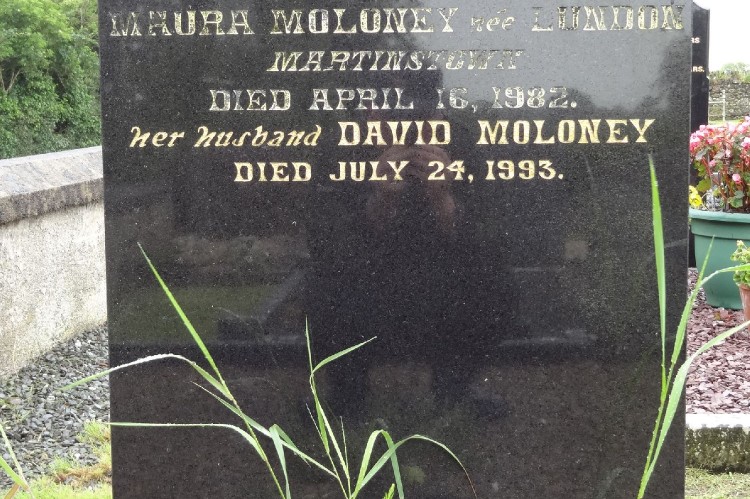 MAURA MOLONEY née LUNDON
MARTINSTOWN
DIED APRIL 16, 1982.
her husband DAVID MOLONEY
DIED JULY 24, 1993.